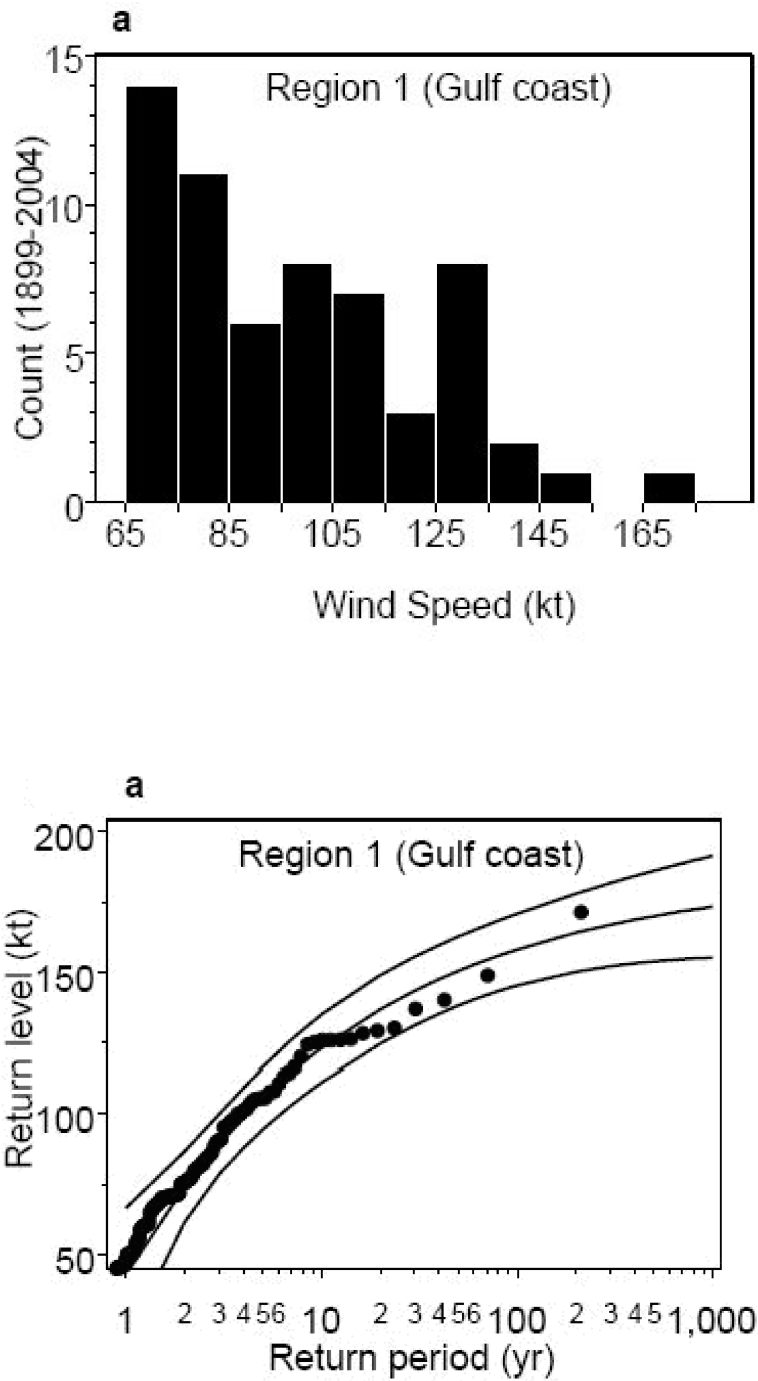 a
Region 1 (Gulf coast)
Count (1899-2004)
15
10
5
0
65 85 105 125 145 165
Wind Speed (kt)
a
Region 1 (Gulf coast)
Return level (kt)
200
150
100
50
1 2 3 4 5 6 10 2 3 4 5 6 100 2 3 4 5 1,000
Return period (yr)